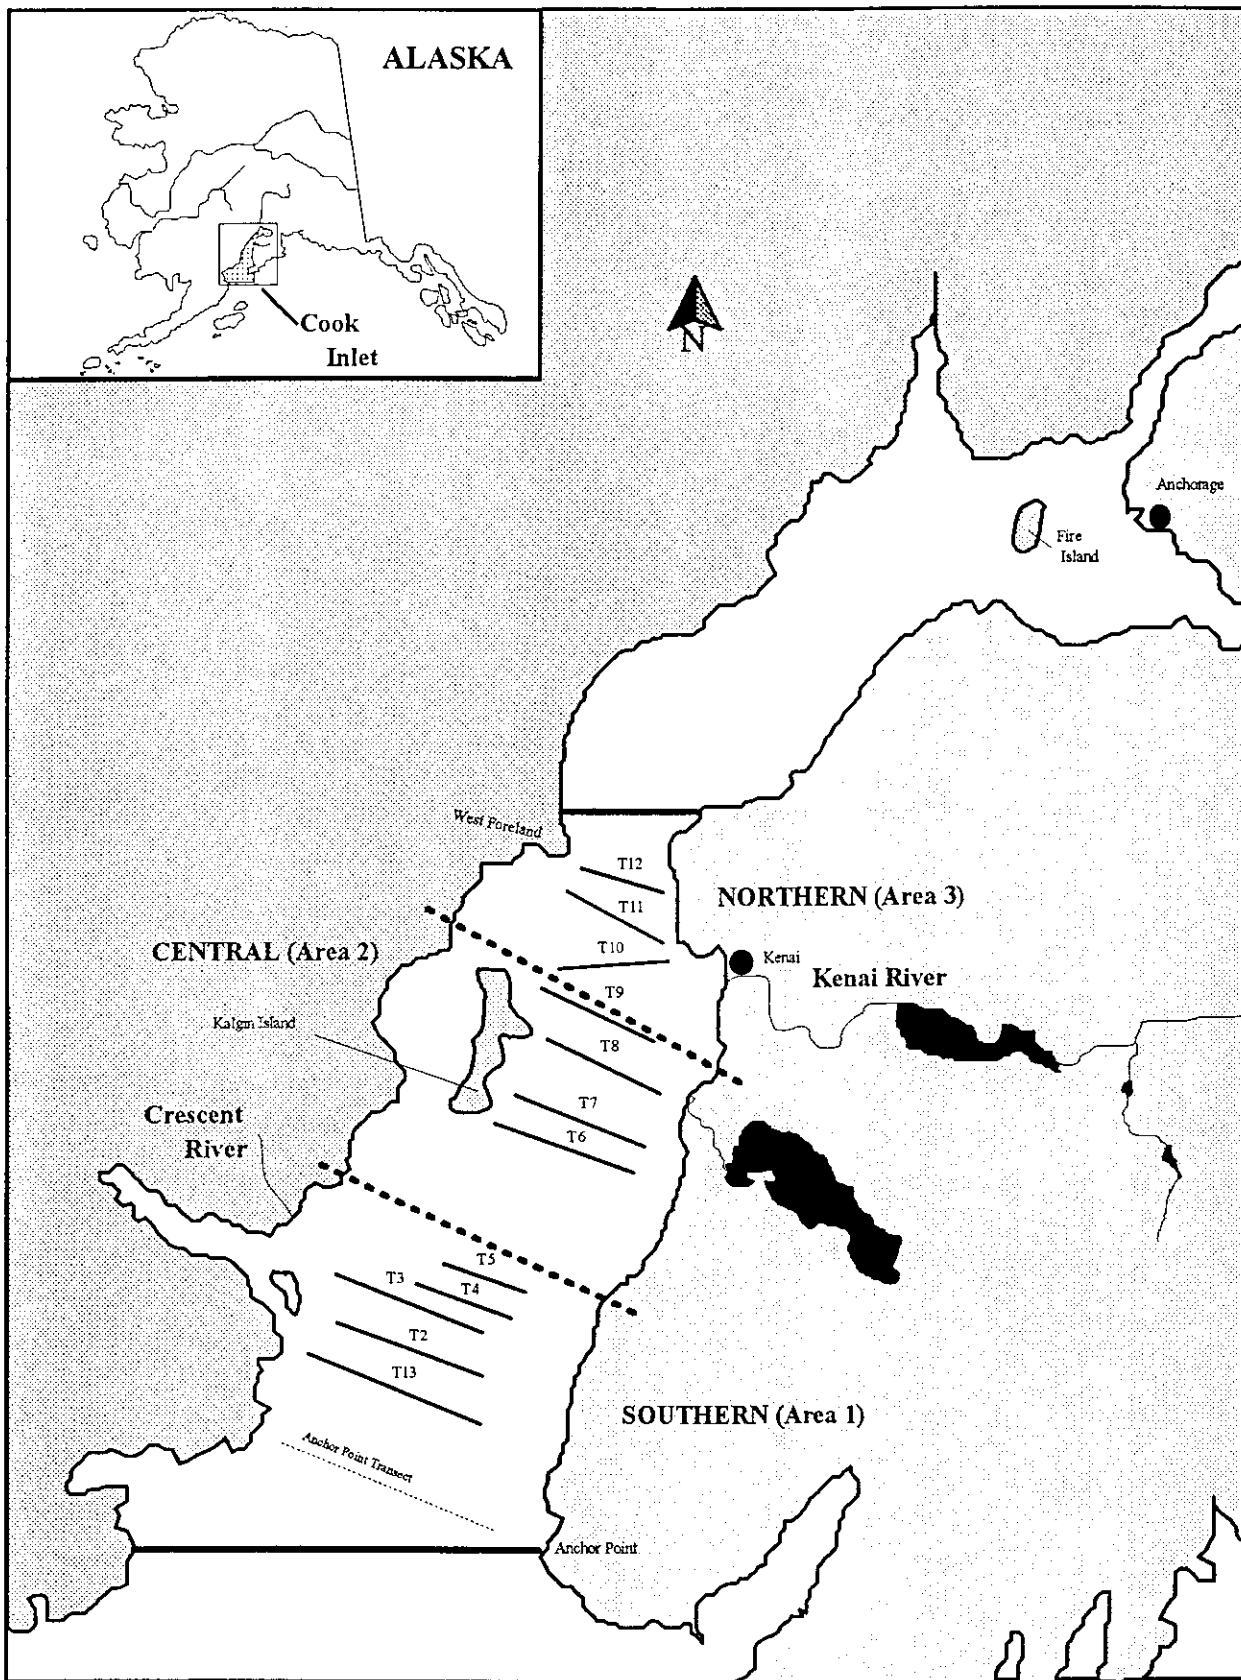 ALASKA
Cook
Inlet
N
Anchorage
Fire
Island
West Foreland
T12
NORTHERN (Area 3)
T11
CENTRAL (Area 2)
T10
Kenai
Kenai River
T9
Kalgin Island
T8
T7
Crescent
River
T6
T5
T3
T4
T2
T13
SOUTHERN (Area 1)
Anchor Point Transect
Anchor Point